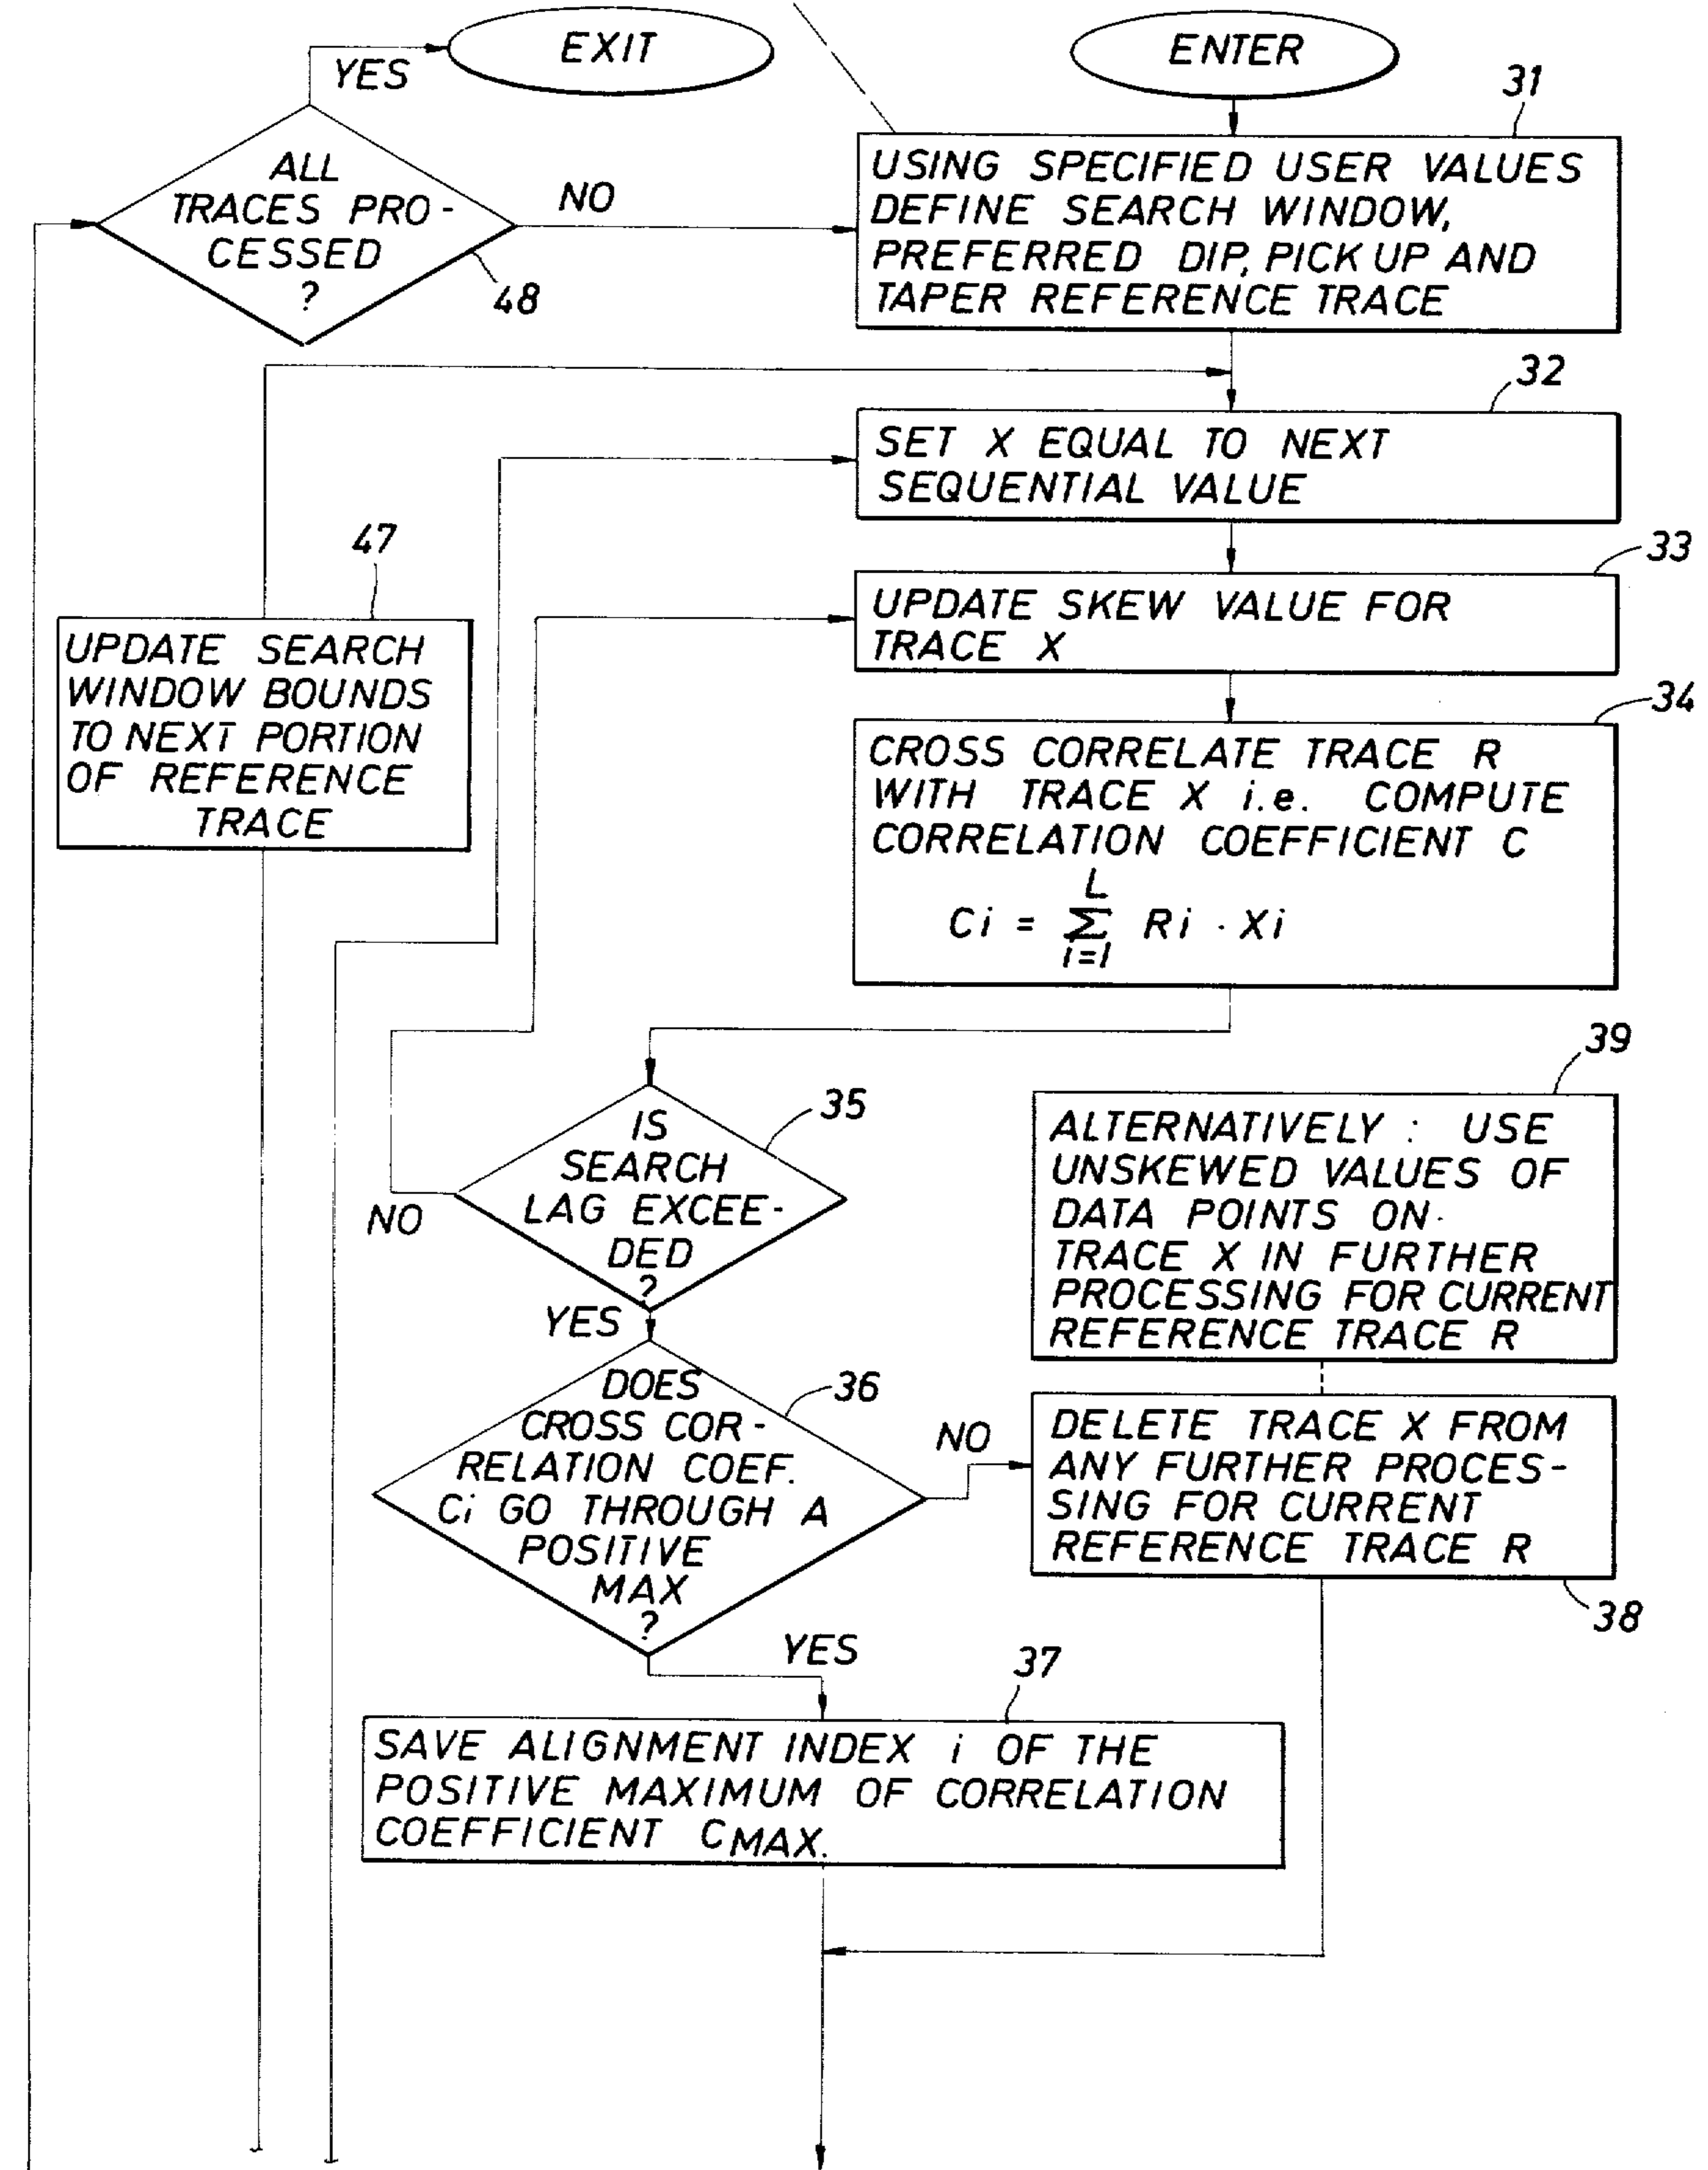 EXIT
ENTER
YES
31
ALL
TRACES PRO-
CESSED
?
NO
48
USING SPECIFIED USER VALUES
DEFINE SEARCH WINDOW,
PREFERRED DIP, PICK UP AND
TAPER REFERENCE TRACE
32
SET X EQUAL TO NEXT
SEQUENTIAL VALUE
47
33
UPDATE SKEW VALUE FOR
TRACE X
UPDATE SEARCH
WINDOW BOUNDS
TO NEXT PORTION
OF REFERENCE
TRACE
34
CROSS CORRELATE TRACE R
WITH TRACE X i.e. COMPUTE
CORRELATION COEFFICIENT C
L
Ci = Σ Ri · Xi
i=1
39
35
IS
SEARCH
LAG EXCEE-
DED
?
NO
YES
ALTERNATIVELY : USE
UNSKEWED VALUES OF
DATA POINTS ON
TRACE X IN FURTHER
PROCESSING FOR CURRENT
REFERENCE TRACE R
36
DOES
CROSS COR-
RELATION COEF.
Ci GO THROUGH A
POSITIVE
MAX
?
NO
DELETE TRACE X FROM
ANY FURTHER PROCES-
SING FOR CURRENT
REFERENCE TRACE R
38
YES
37
SAVE ALIGNMENT INDEX i OF THE
POSITIVE MAXIMUM OF CORRELATION
COEFFICIENT CMAX.